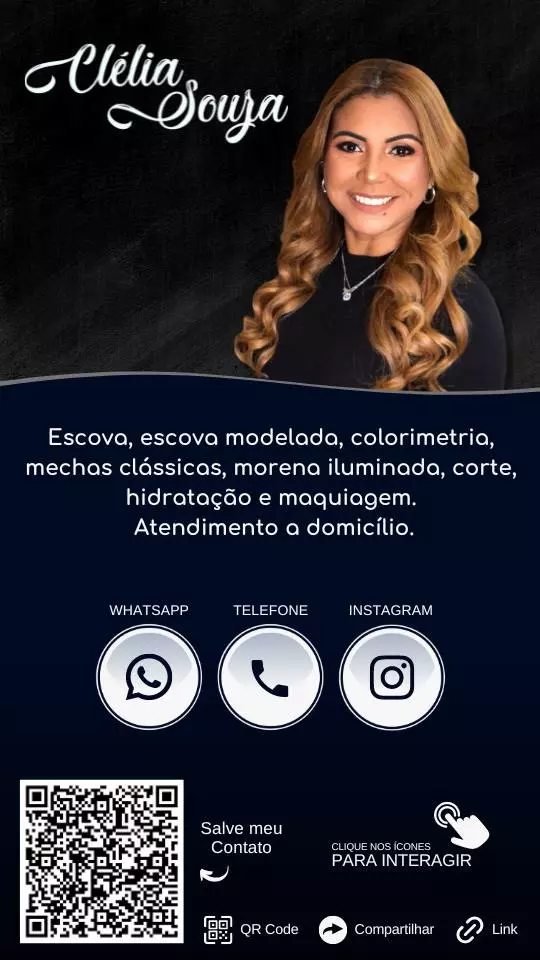 Clélia
Souza
Escova, escova modelada, colorimetria,
mechas clássicas, morena iluminada, corte,
hidratação e maquiagem.
Atendimento a domicílio.
WHATSAPP TELEFONE INSTAGRAM
Salve meu
Contato
CLIQUE NOS ÍCONES
PARA INTERAGIR
QR Code Compartilhar Link